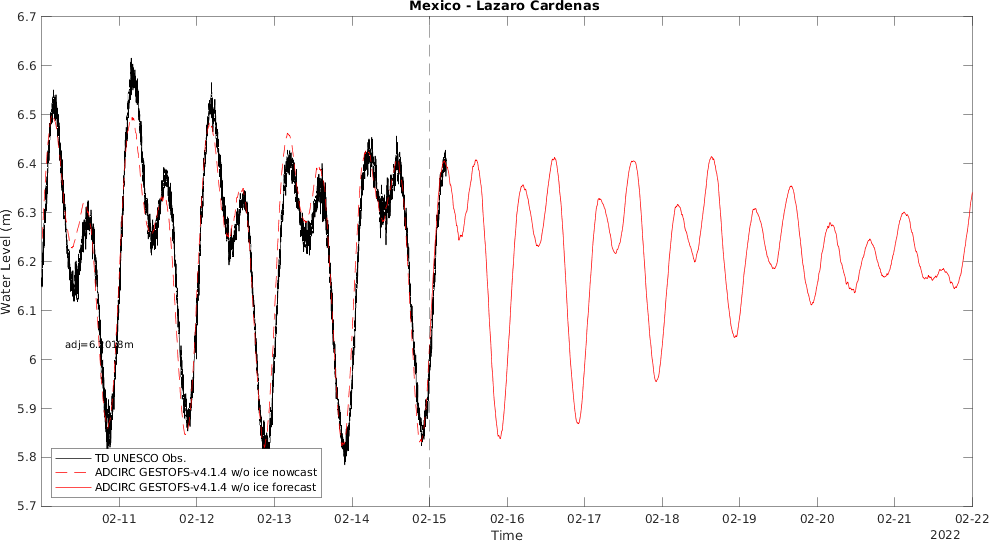 Mexico - Lazaro Cardenas
6.7
6.6
6.5
6.4
6.3
6.2
6.1
6
5.9
5.8
5.7
Water Level (m)
TD UNESCO Obs.
ADCIRC GESTOFS-v4.1.4 w/o ice nowcast
ADCIRC GESTOFS-v4.1.4 w/o ice forecast
02-11 02-12 02-13 02-14 02-15 02-16 02-17 02-18 02-19 02-20 02-21 02-22
Time
2022